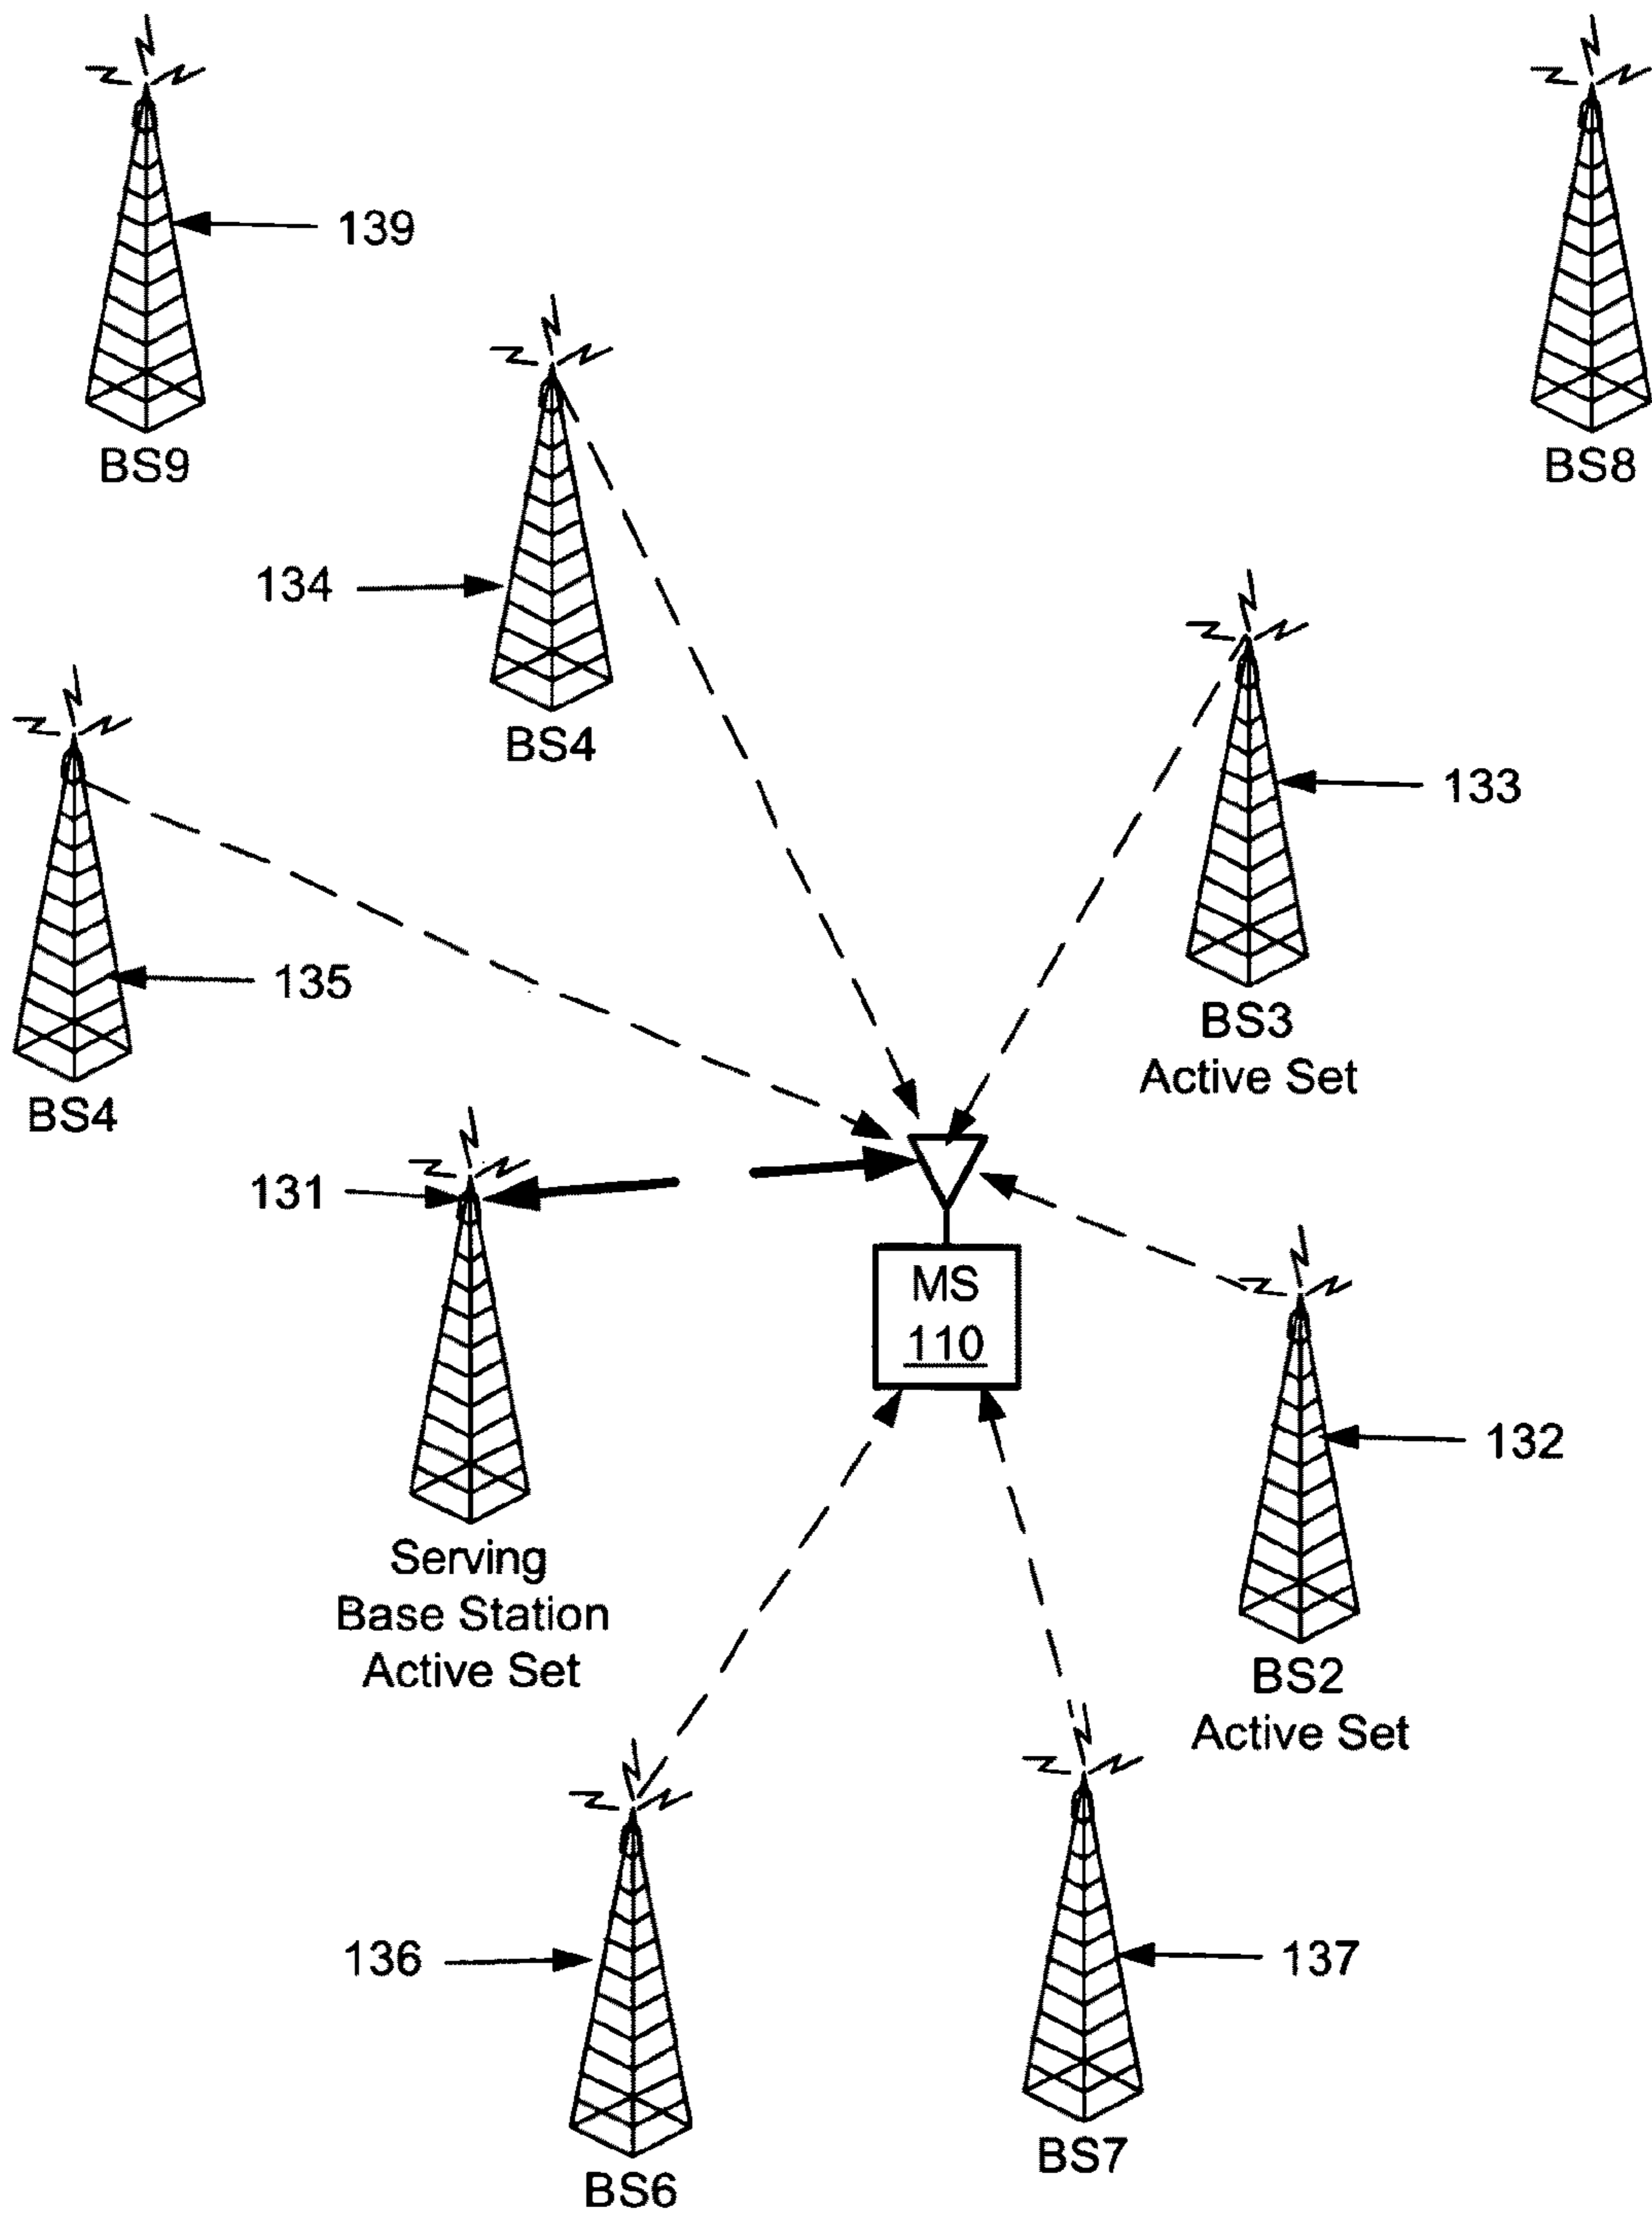 139
BS9
BS8
134
BS4
133
135
BS3
Active Set
BS4
131
MS
110
132
Serving
Base Station
Active Set
BS2
Active Set
136
137
BS7
BS6